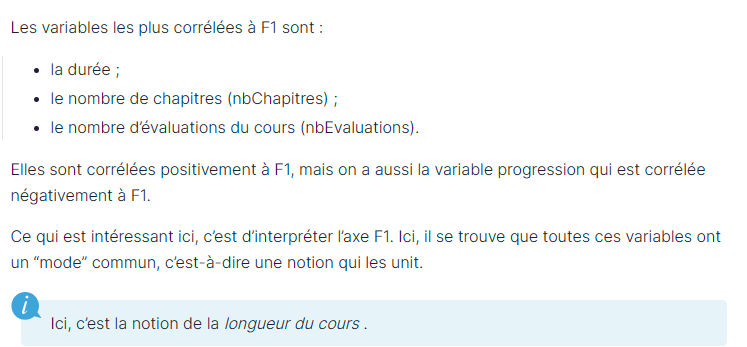 Les variables les plus corrélées à F1 sont :
• la durée ;
• le nombre de chapitres (nbChapitres) ;
• le nombre d’évaluations du cours (nbEvaluations).
Elles sont corrélées positivement à F1, mais on a aussi la variable progression qui est corrélée
négativement à F1.
Ce qui est intéressant ici, c’est d’interpréter l’axe F1. Ici, il se trouve que toutes ces variables ont
un “mode” commun, c’est-à-dire une notion qui les unit.
i
Ici, c’est la notion de la longueur du cours .